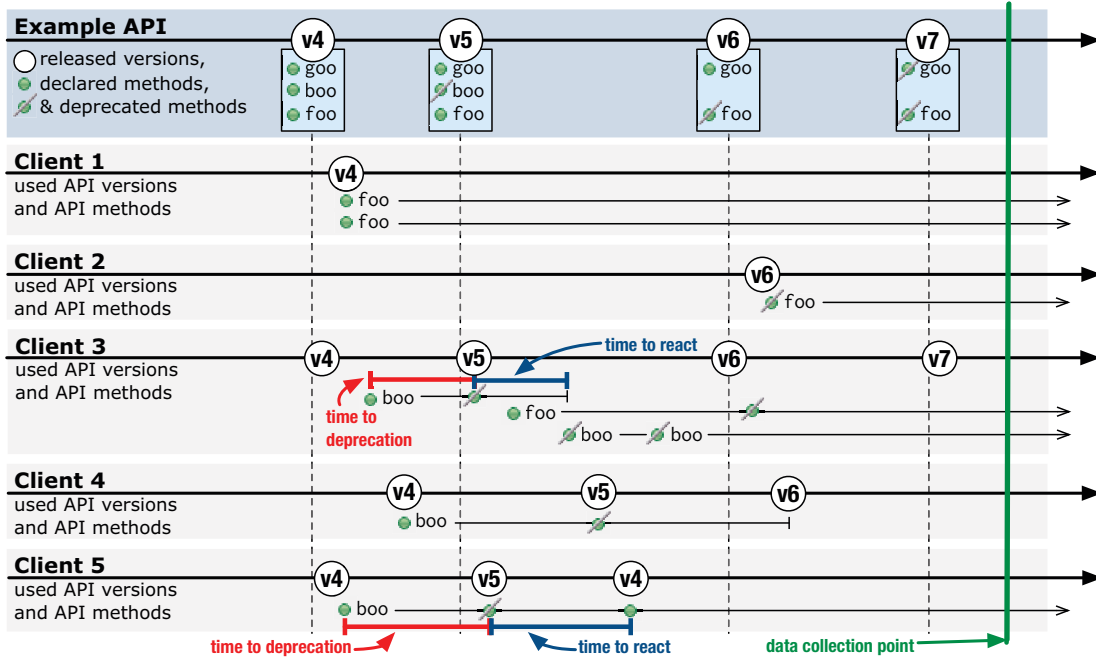 Example API
v4 v5 v6 v7
released versions,
declared methods,
& deprecated methods
goo goo goo goo
boo boo
foo foo foo foo
Client 1
v4
used API versions
and API methods
foo
foo
Client 2
v6
used API versions
and API methods
foo
Client 3
time to react
v4 v5 v6 v7
used API versions
and API methods
boo
time to
deprecation
foo
boo boo
Client 4
v4 v5 v6
used API versions
and API methods
boo
Client 5
v4 v5 v4
used API versions
and API methods
boo
time to deprecation time to react data collection point